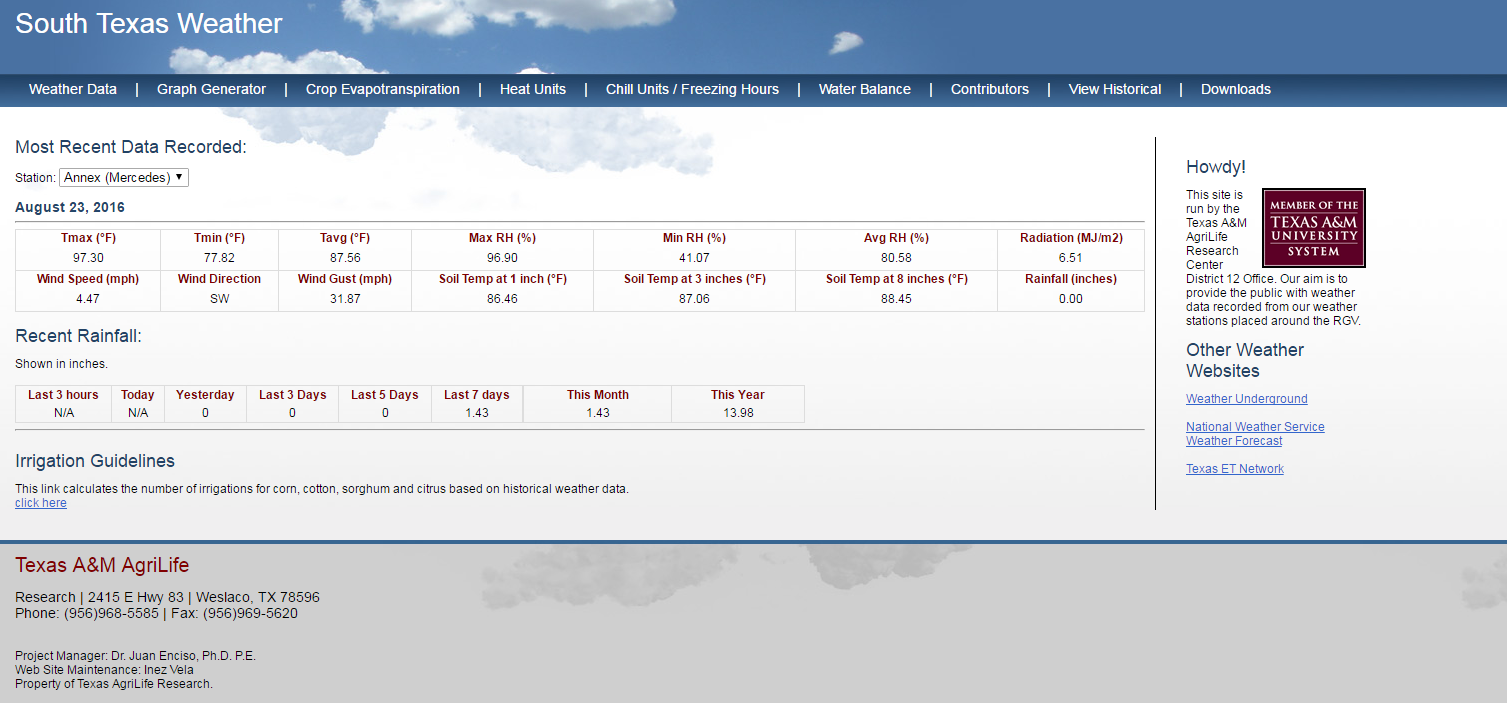 South Texas Weather
Weather Data | Graph Generator | Crop Evapotranspiration | Heat Units | Chill Units / Freezing Hours | Water Balance | Contributors | View Historical | Downloads
Most Recent Data Recorded:
Station: Annex (Mercedes)
August 23, 2016
Tmax (°F) Tmin (°F) Tavg (°F) Max RH (%) Min RH (%) Avg RH (%) Radiation (MJ/m2)
97.30 77.82 87.56 96.90 41.07 80.58 6.51
Wind Speed (mph) Wind Direction Wind Gust (mph) Soil Temp at 1 inch (°F) Soil Temp at 3 inches (°F) Soil Temp at 8 inches (°F) Rainfall (inches)
4.47 SW 31.87 86.46 87.06 88.45 0.00
Recent Rainfall:
Shown in inches.
Last 3 hours Today Yesterday Last 3 Days Last 5 Days Last 7 days This Month This Year
N/A N/A 0 0 0 1.43 1.43 13.98
Irrigation Guidelines
This link calculates the number of irrigations for corn, cotton, sorghum and citrus based on historical weather data.
click here
Howdy!
This site is
run by the
Texas A&M
AgriLife
Research
Center
MEMBER OF THE
TEXAS A&M
UNIVERSITY
SYSTEM
District 12 Office. Our aim is to
provide the public with weather
data recorded from our weather
stations placed around the RGV.
Other Weather
Websites
Weather Underground
National Weather Service
Weather Forecast
Texas ET Network
Texas A&M AgriLife
Research | 2415 E Hwy 83 | Weslaco, TX 78596
Phone: (956)968-5585 | Fax: (956)969-5620
Project Manager: Dr. Juan Enciso, Ph.D. P.E.
Web Site Maintenance: Inez Vela
Property of Texas AgriLife Research.